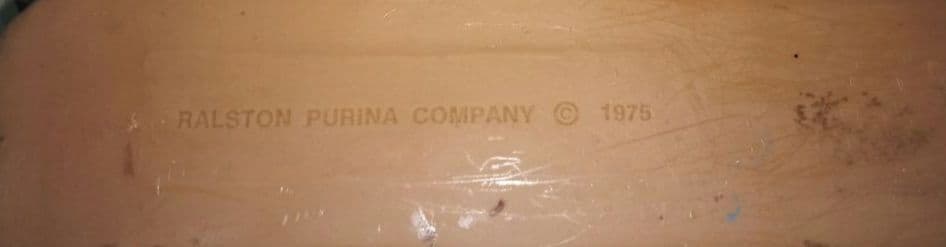 RALSTON PURINA COMPANY © 1975